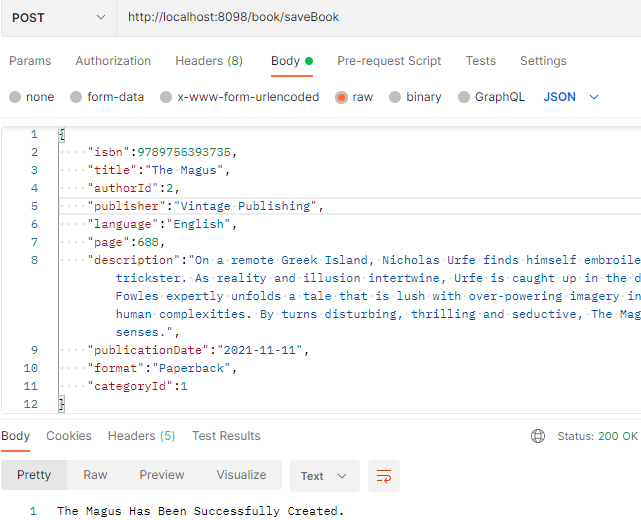 POST http://localhost:8098/book/saveBook
Params Authorization Headers (8) Body Pre-request Script Tests Settings
none form-data x-www-form-urlencoded raw binary GraphQL JSON
1 {
2 "isbn":9789755393735,
3 "title":"The Magus",
4 "authorId":2,
5 "publisher":"Vintage Publishing",
6 "language":"English",
7 "page":688,
8 "description":"On a remote Greek Island, Nicholas Urfe finds himself embroile
trickster. As reality and illusion intertwine, Urfe is caught up in the d
Fowles expertly unfolds a tale that is lush with over-powering imagery in
human complexities. By turns disturbing, thrilling and seductive, The Mag
senses.",
9 "publicationDate":"2021-11-11",
10 "format":"Paperback",
11 "categoryId":1
12 }
Body Cookies Headers (5) Test Results Status: 200 OK
Pretty Raw Preview Visualize Text
1 The Magus Has Been Successfully Created.